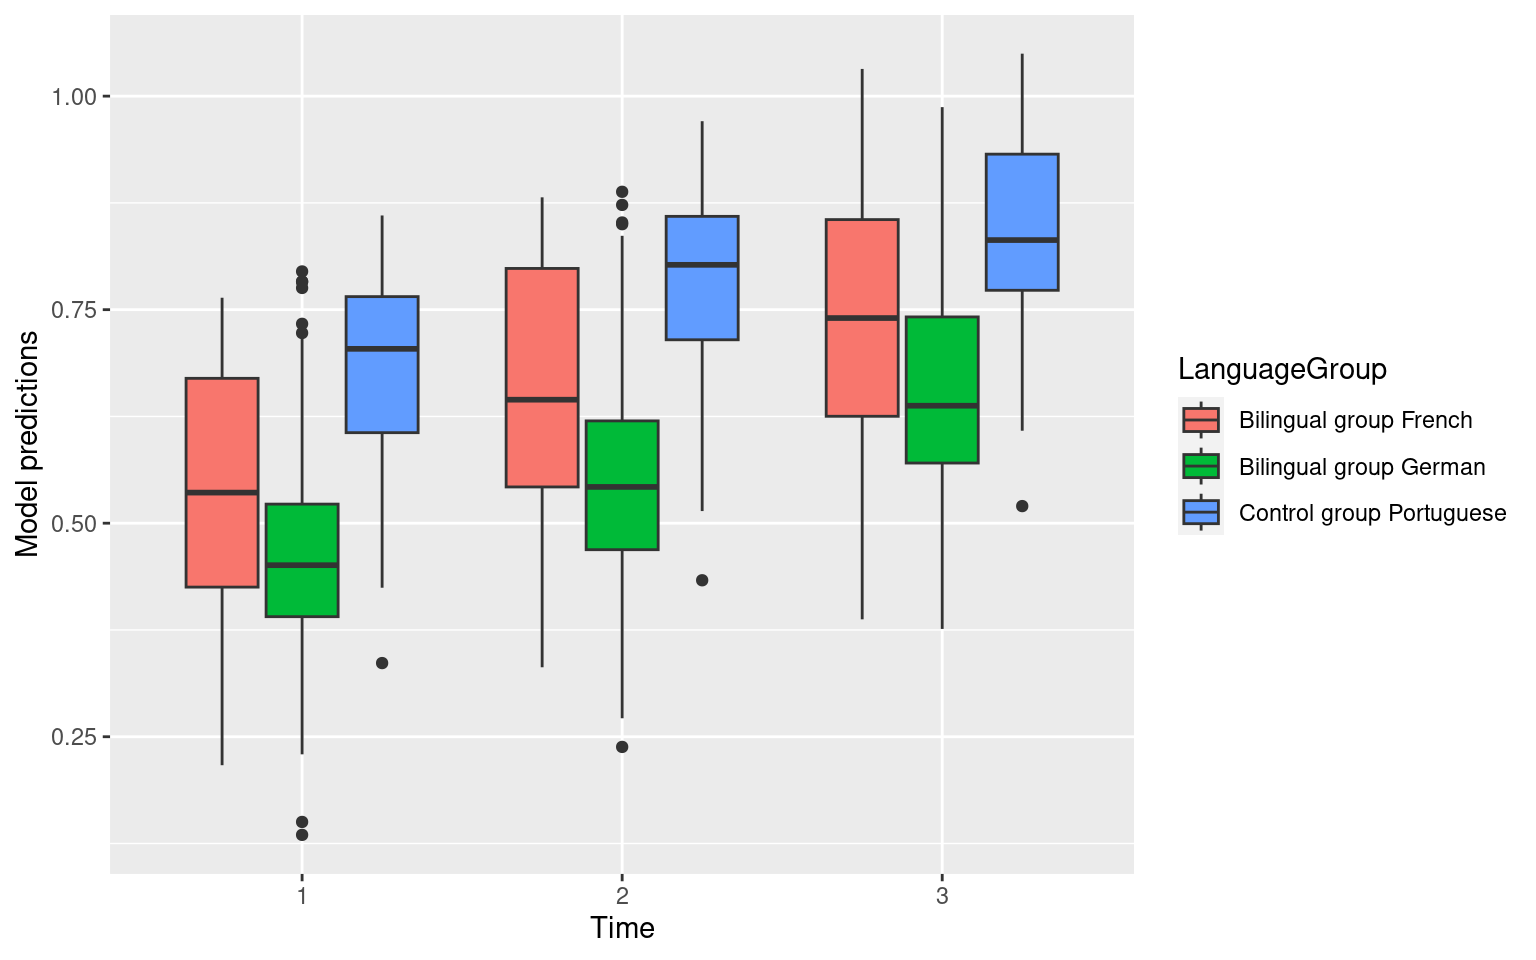 Model predictions
1.00
0.75
0.50
0.25
1
2
3
Time
LanguageGroup
Bilingual group French
Bilingual group German
Control group Portuguese